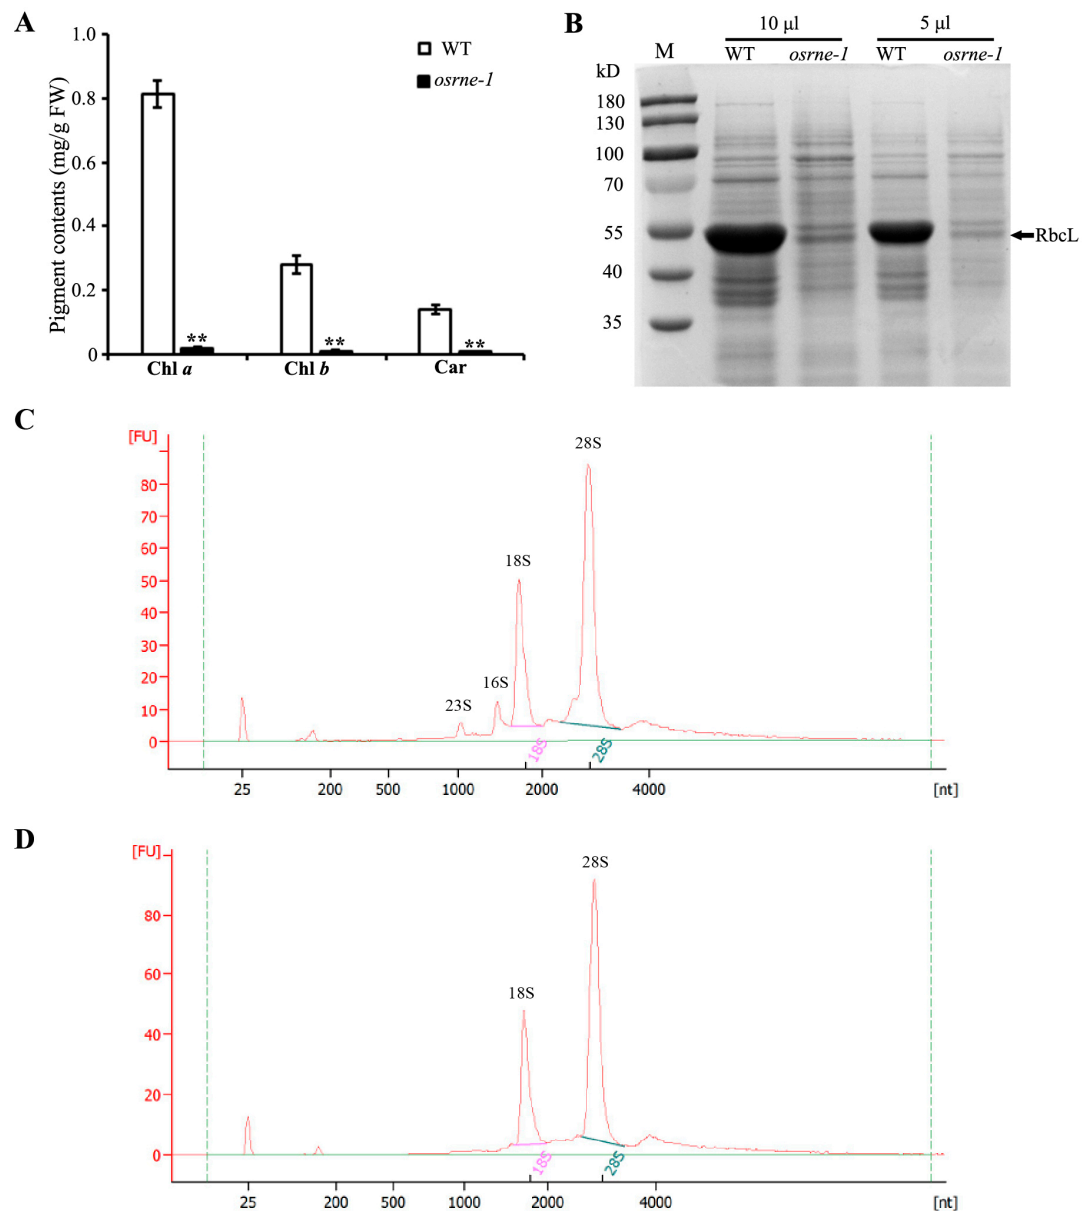 A
Pigment contents (mg/g FW)
1.0
0.8
0.6
0.4
0.2
0
WT
osrne-1
**
**
**
Chl a
Chl b
Car
B
10 µl
5 µl
M
WT
osrne-1
WT
osrne-1
kD
180
130
100
70
55
40
35
RbcL
C
[FU]
80
70
60
50
40
30
20
10
0
23S
16S
18S
28S
18S
28S
25
200
500
1000
2000
4000
[nt]
D
[FU]
80
60
40
20
0
18S
28S
18S
28S
25
200
500
1000
2000
4000
[nt]